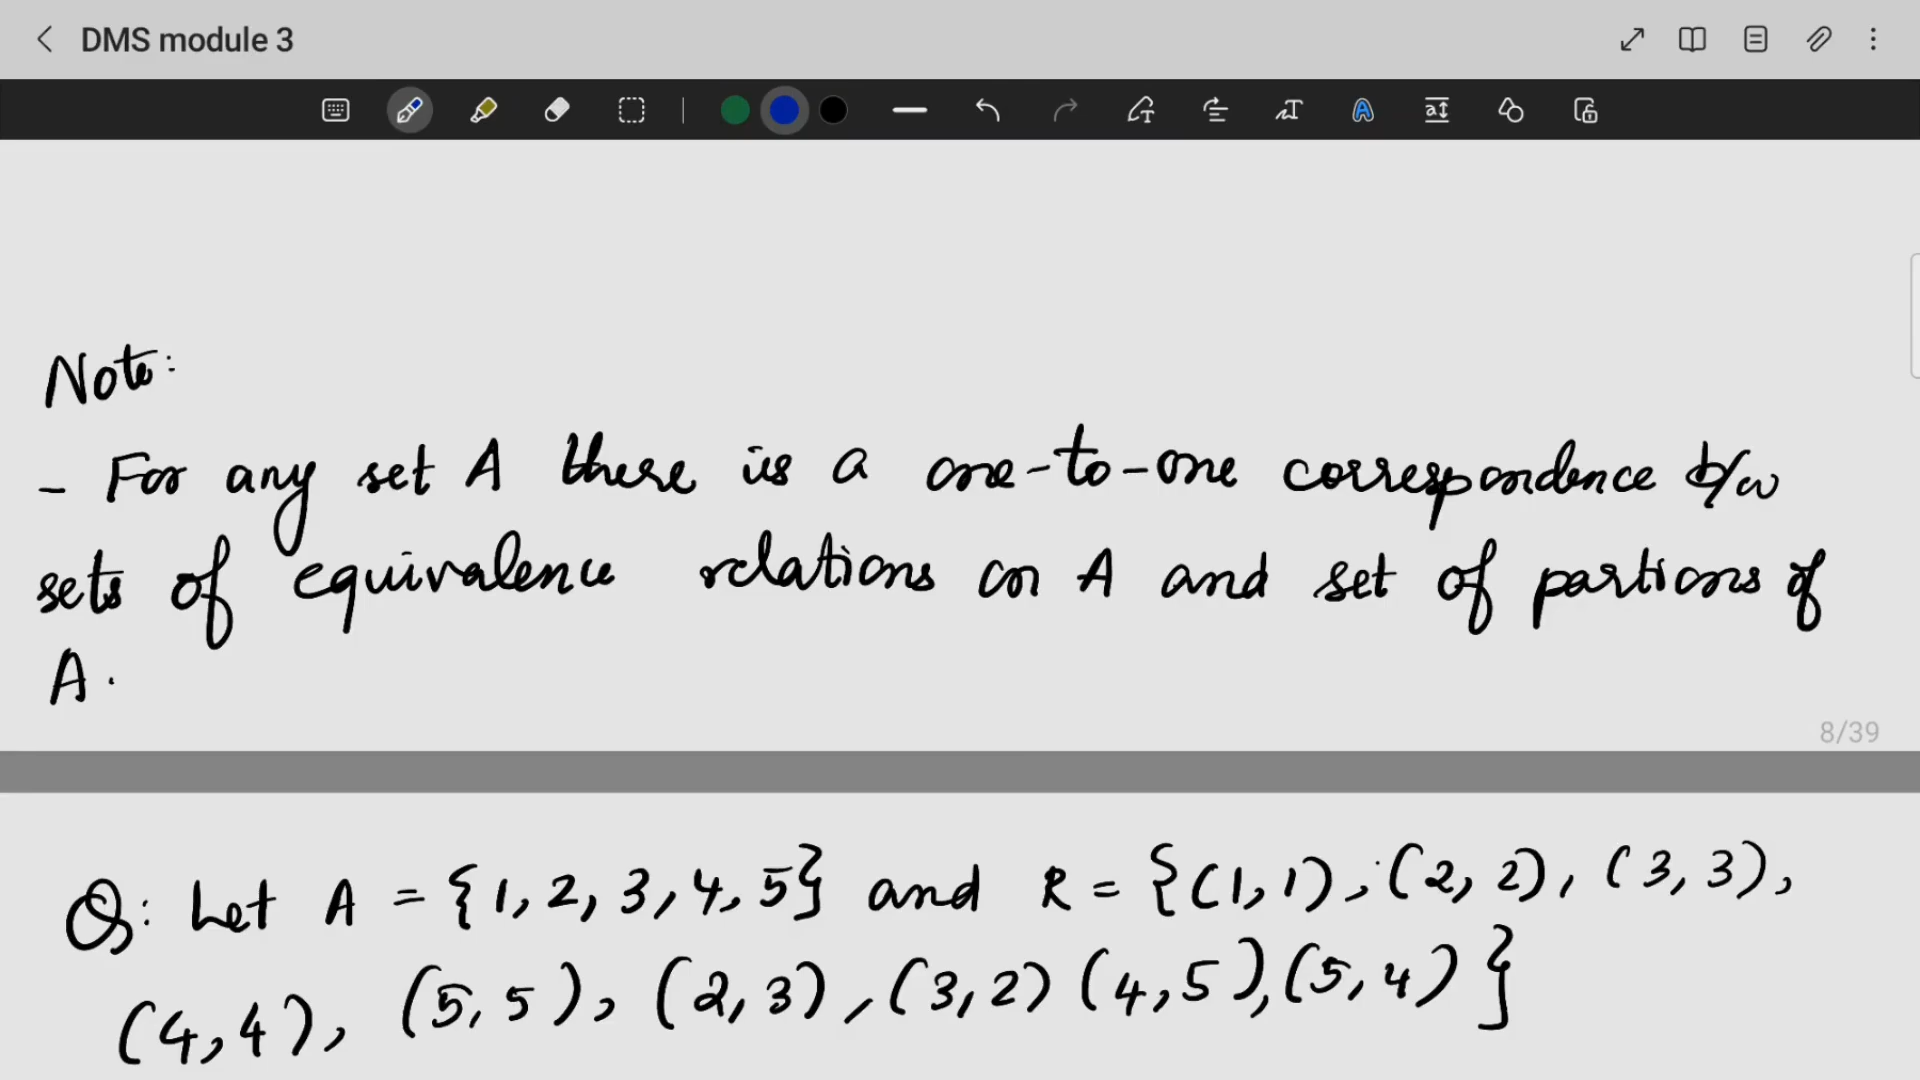 DMS module 3
Note:
- For any set A there is a one-to-one correspondence b/w
sets of equivalence relations on A and set of partions of
A.
8/39
Q: Let A = {1, 2, 3, 4, 5} and R = {(1, 1), (2, 2), (3, 3),
(4, 4), (5, 5), (2, 3), (3, 2) (4, 5), (5, 4)}